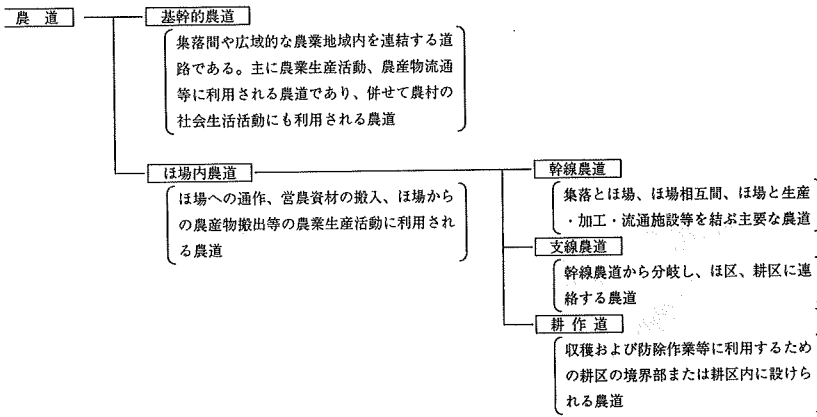 農道
基幹的農道
集落間や広域的な農業地域内を連結する道
路である。主に農業生産活動、農産物流通
等に利用される農道であり、併せて農村の
社会生活活動にも利用される農道
ほ場内農道
ほ場への通作、営農資材の搬入、ほ場から
の農産物搬出等の農業生産活動に利用され
る農道
幹線農道
集落とほ場、ほ場相互間、ほ場と生産
・加工・流通施設等を結ぶ主要な農道
支線農道
幹線農道から分岐し、ほ区、耕区に連
絡する農道
耕作道
収穫および防除作業等に利用するため
の耕区の境界部または耕区内に設けら
れる農道